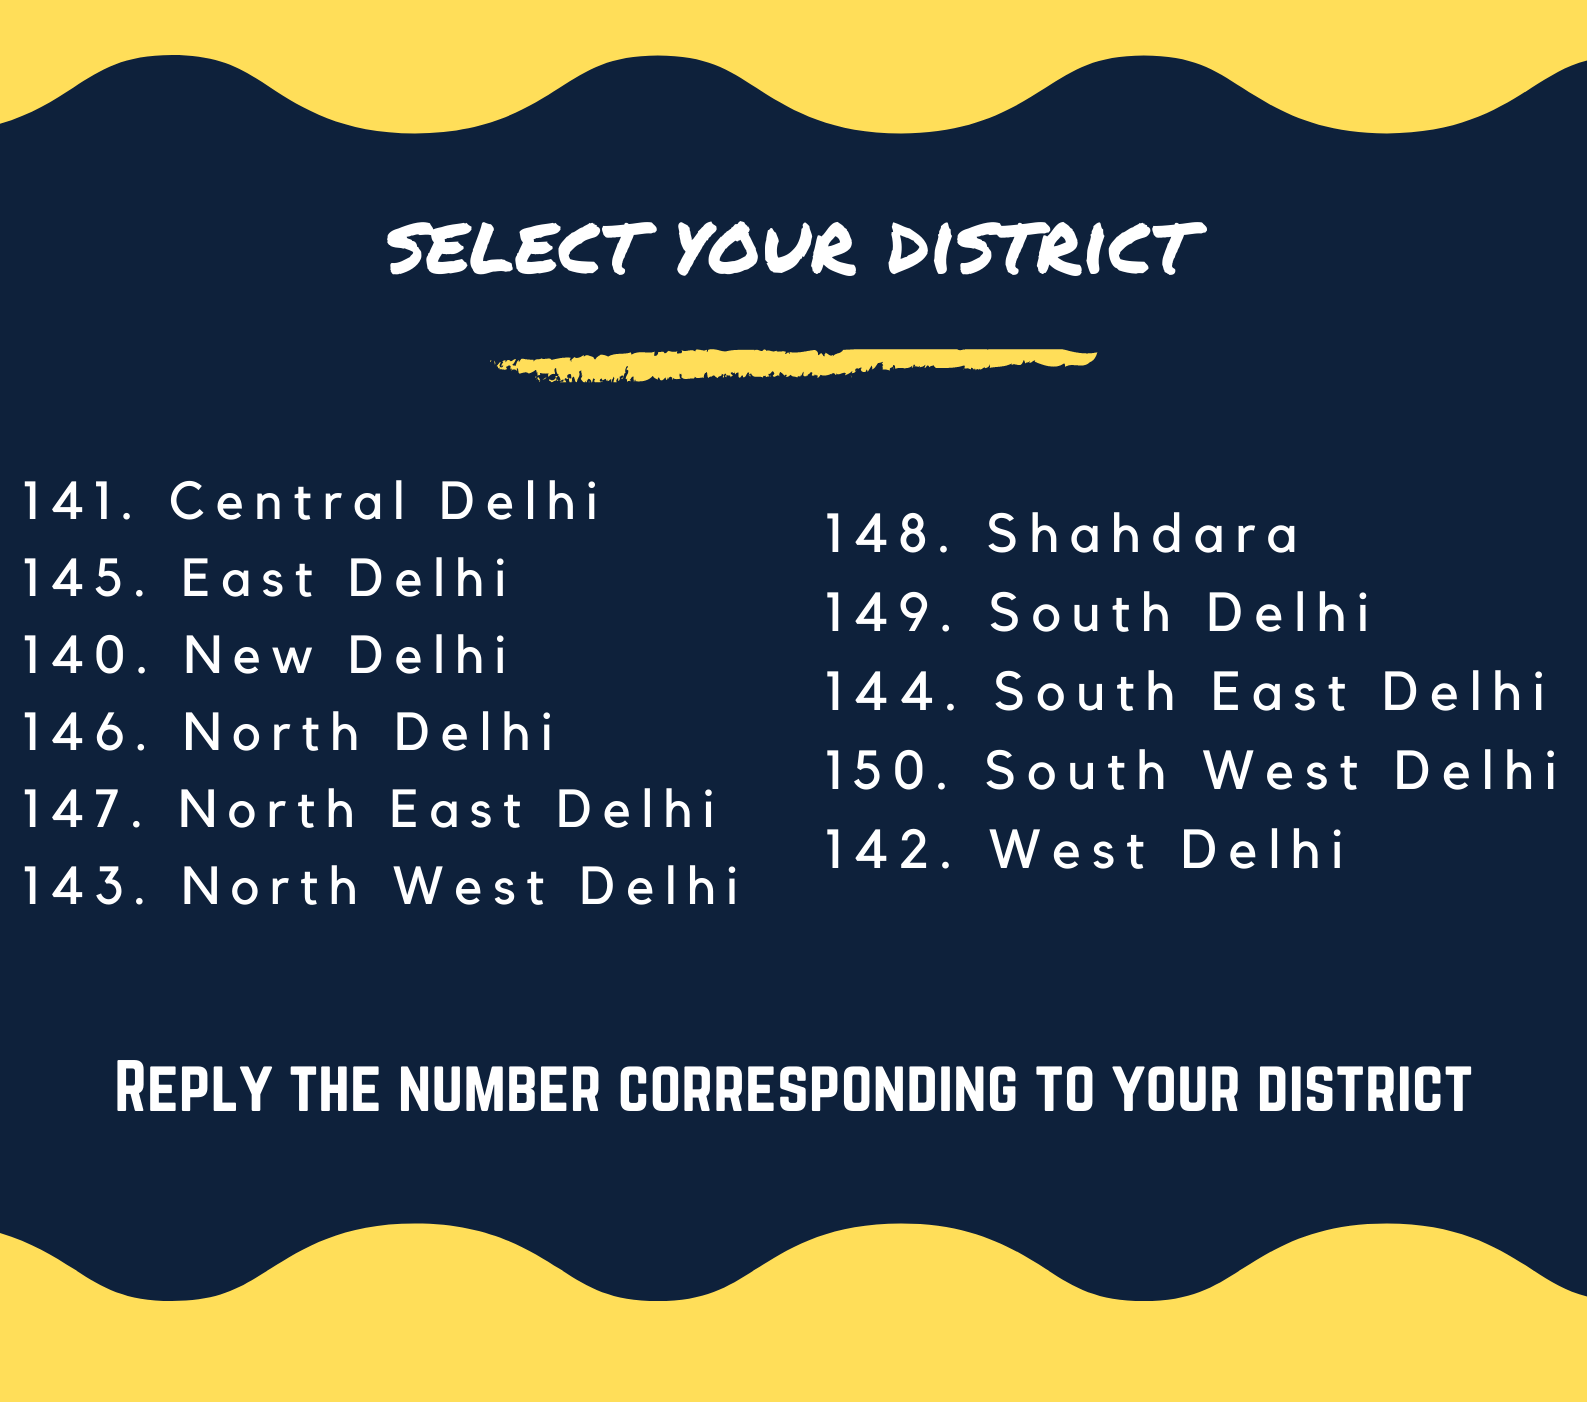 SELECT YOUR DISTRICT
141. Central Delhi
145. East Delhi
140. New Delhi
146. North Delhi
147. North East Delhi
143. North West Delhi
148. Shahdara
149. South Delhi
144. South East Delhi
150. South West Delhi
142. West Delhi
REPLY THE NUMBER CORRESPONDING TO YOUR DISTRICT